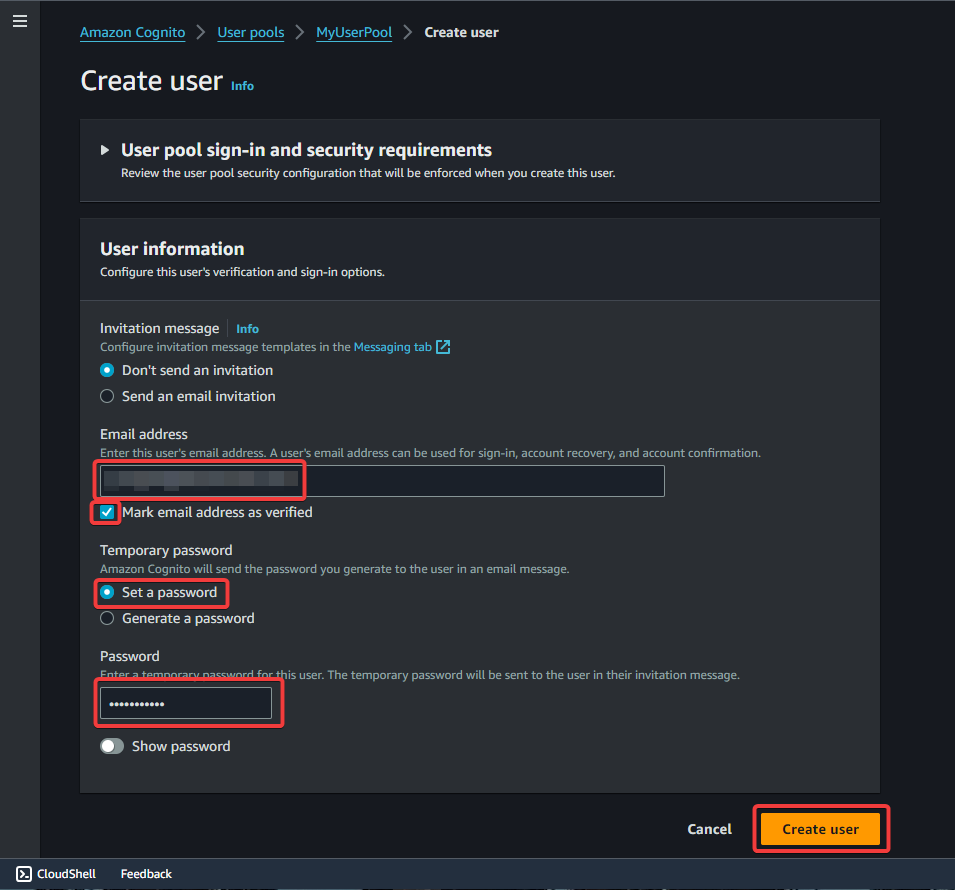 Amazon Cognito > User pools > MyUserPool > Create user
Create user Info
User pool sign-in and security requirements
Review the user pool security configuration that will be enforced when you create this user.
User information
Configure this user's verification and sign-in options.
Invitation message Info
Configure invitation message templates in the Messaging tab
Don't send an invitation
Send an email invitation
Email address
Enter this user's email address. A user's email address can be used for sign-in, account recovery, and account confirmation.
Mark email address as verified
Temporary password
Amazon Cognito will send the password you generate to the user in an email message.
Set a password
Generate a password
Password
Enter a temporary password for this user. The temporary password will be sent to the user in their invitation message.
•••••••••••
Show password
Cancel Create user
CloudShell Feedback